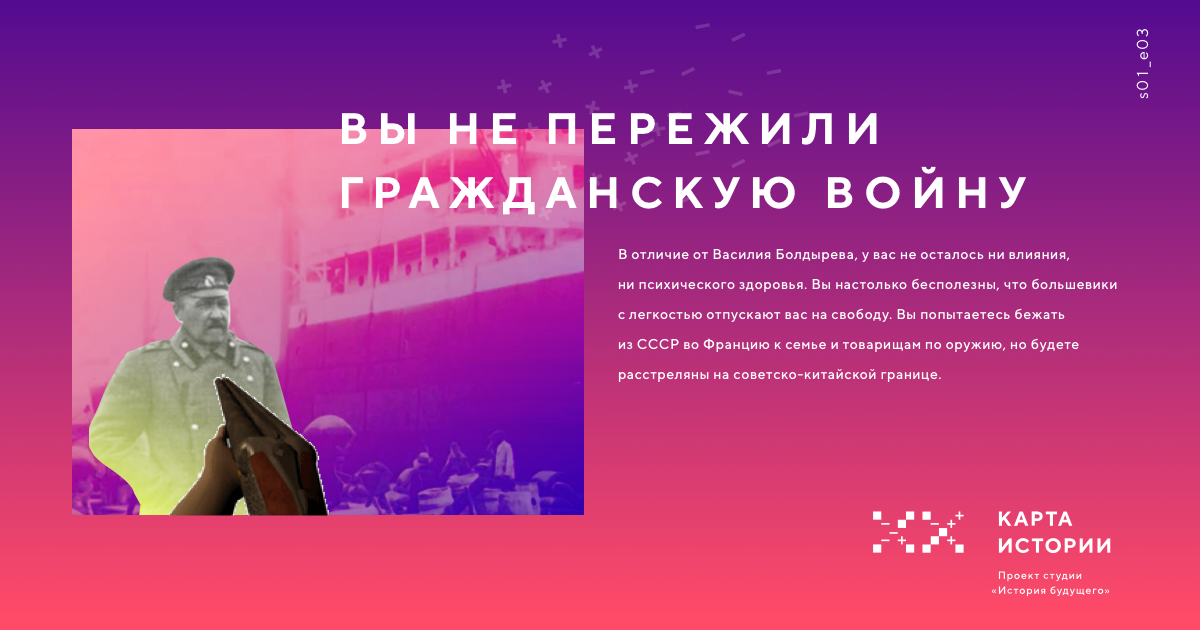 s01_e03
ВЫ НЕ ПЕРЕЖИЛИ
ГРАЖДАНСКУЮ ВОЙНУ
В отличие от Василия Болдырева, у вас не осталось ни влияния,
ни психического здоровья. Вы настолько бесполезны, что большевики
с легкостью отпускают вас на свободу. Вы попытаетесь бежать
из СССР во Францию к семье и товарищам по оружию, но будете
расстреляны на советско-китайской границе.
КАРТА
ИСТОРИИ
Проект студии
«История будущего»